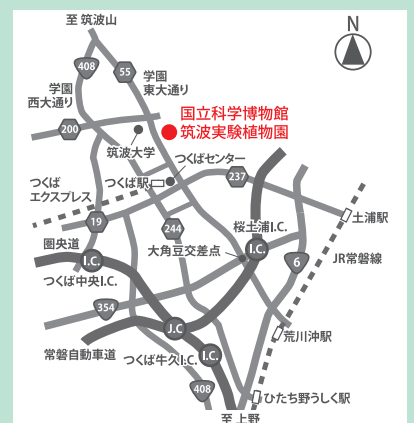 至 筑波山
N
408
55
学園
東大通り
学園
西大通り
国立科学博物館
筑波実験植物園
200
筑波大学
つくばセンター
つくば
エクスプレス
つくば駅
237
19
244
桜土浦I.C.
土浦駅
圏央道
大角豆交差点
I.C.
I.C.
つくば中央I.C.
6
JR常磐線
354
J.C
荒川沖駅
常磐自動車道
つくば牛久I.C.
I.C.
408
ひたち野うしく駅
至 上野